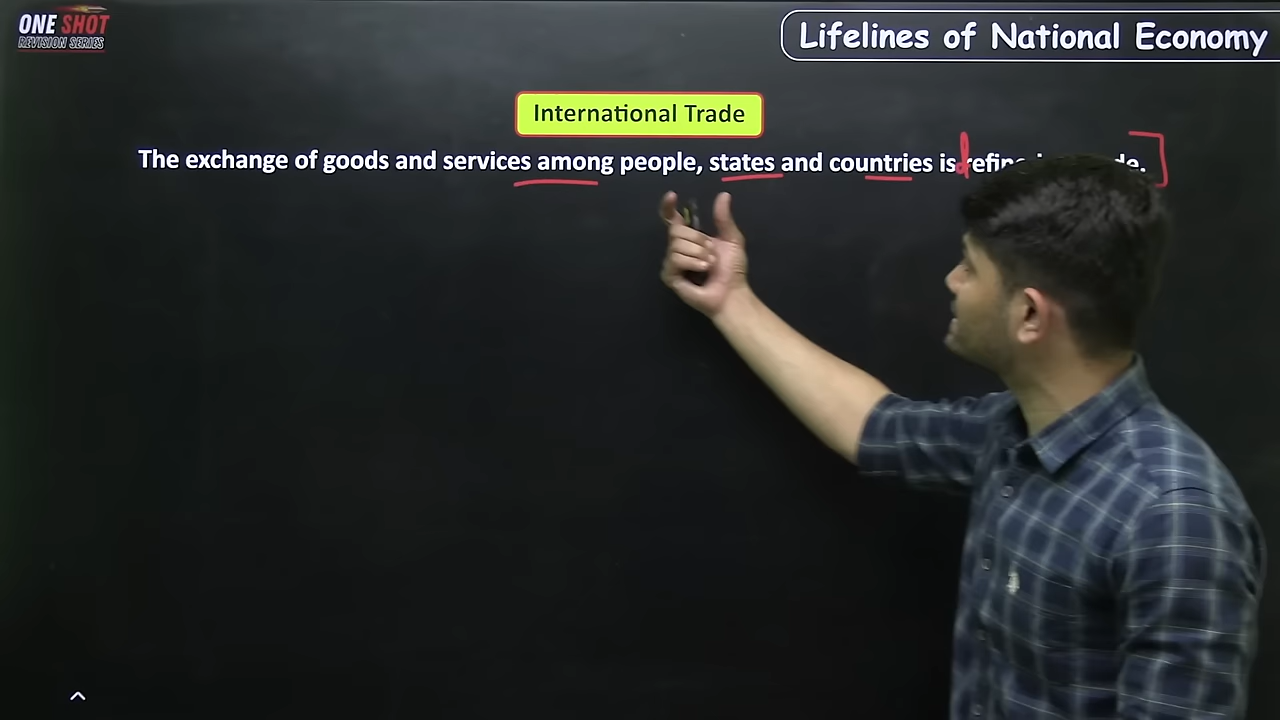 ONE SHOT
REVISION SERIES
Lifelines of National Economy
International Trade
The exchange of goods and services among people, states and countries is